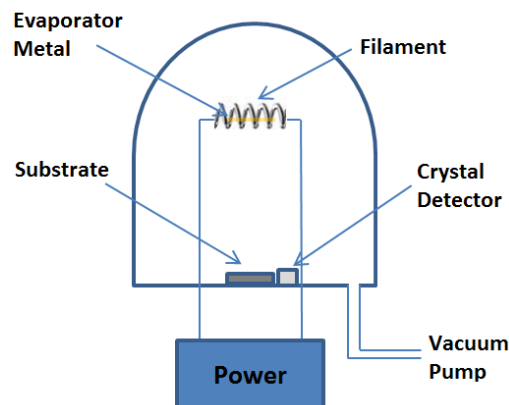 Evaporator
Metal
Filament
Substrate
Crystal
Detector
Vacuum
Pump
Power